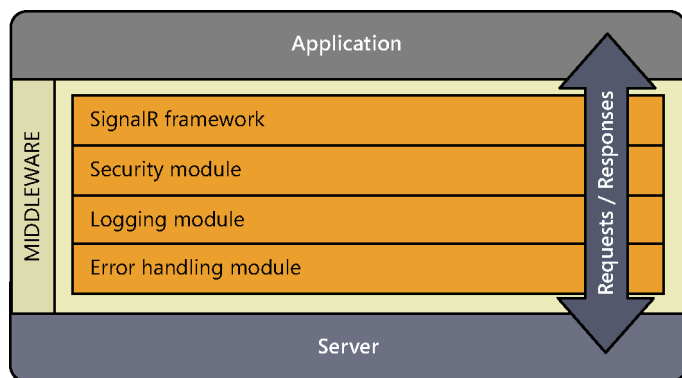 Application
MIDDLEWARE
SignalR framework
Security module
Logging module
Error handling module
Requests / Responses
Server